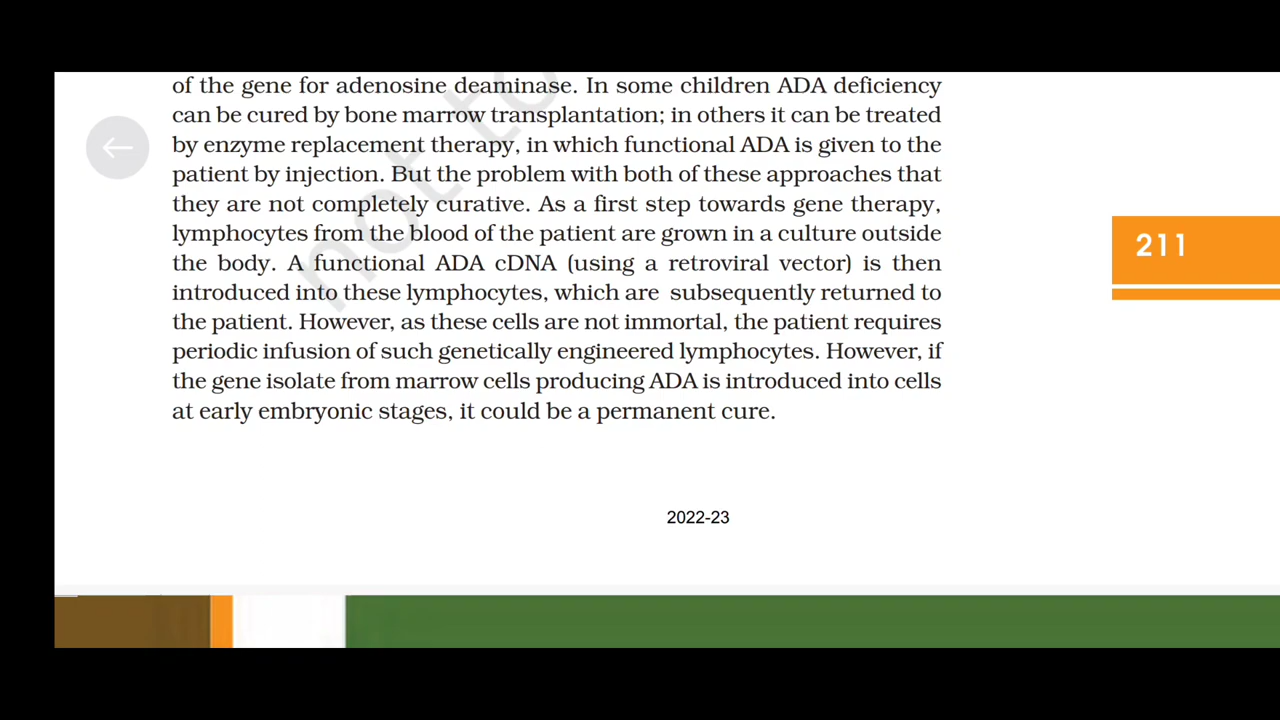 of the gene for adenosine deaminase. In some children ADA deficiency
can be cured by bone marrow transplantation; in others it can be treated
by enzyme replacement therapy, in which functional ADA is given to the
patient by injection. But the problem with both of these approaches that
they are not completely curative. As a first step towards gene therapy,
lymphocytes from the blood of the patient are grown in a culture outside
the body. A functional ADA cDNA (using a retroviral vector) is then
introduced into these lymphocytes, which are subsequently returned to
the patient. However, as these cells are not immortal, the patient requires
periodic infusion of such genetically engineered lymphocytes. However, if
the gene isolate from marrow cells producing ADA is introduced into cells
at early embryonic stages, it could be a permanent cure.
211
2022-23
not to